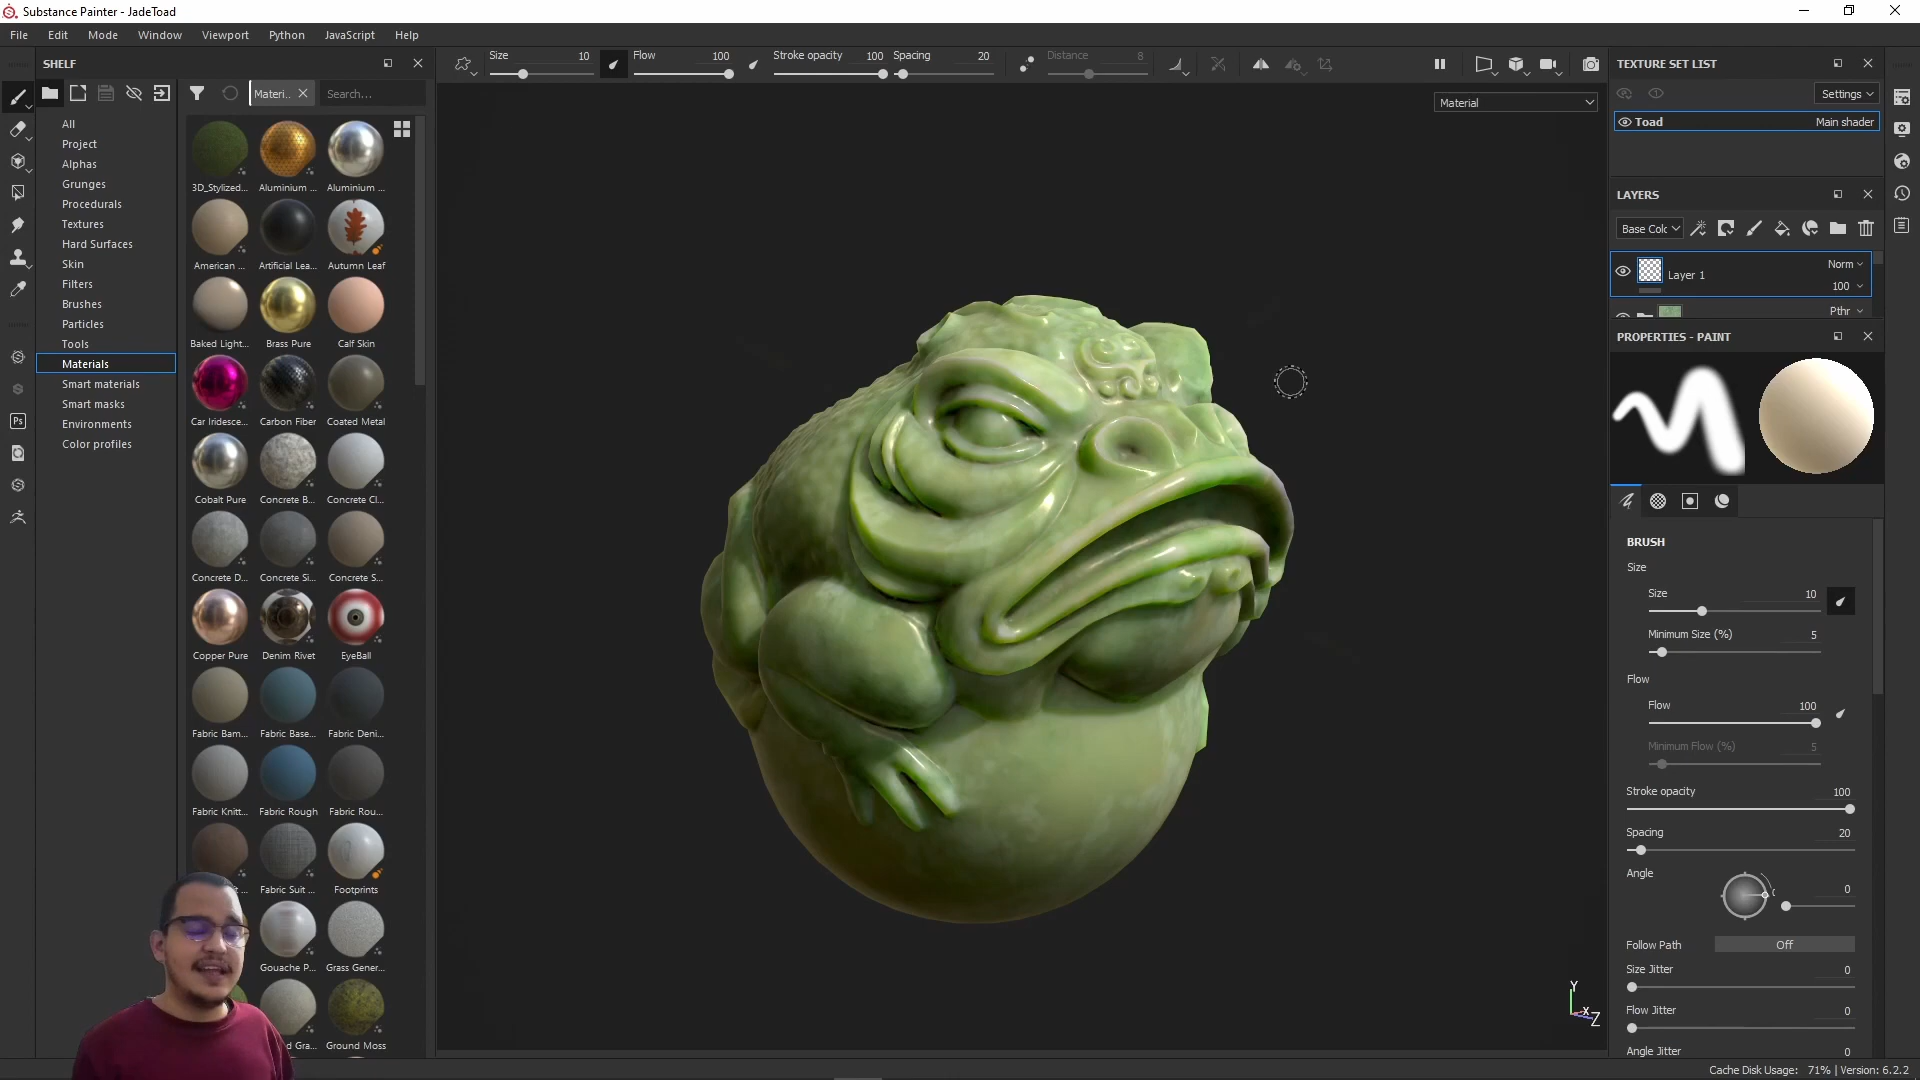 Substance Painter - JadeToad
File Edit Mode Window Viewport Python JavaScript Help
SHELF
Size 10 Flow 100 Stroke opacity 100 Spacing 20 Distance 8
Materi... Search...
All
Project
Alphas
Grunges
Procedurals
Textures
Hard Surfaces
Skin
Filters
Brushes
Particles
Tools
Materials
Smart materials
Smart masks
Environments
Color profiles
3D_Stylized... Aluminium ... Aluminium ...
American ... Artificial Lea... Autumn Leaf
Baked Light... Brass Pure Calf Skin
Car Iridesce... Carbon Fiber Coated Metal
Cobalt Pure Concrete B... Concrete Cl...
Concrete D... Concrete Si... Concrete S...
Copper Pure Denim Rivet EyeBall
Fabric Bam... Fabric Base... Fabric Deni...
Fabric Knitt... Fabric Rough Fabric Rou...
Fabric Suit ... Footprints
Gouache P... Grass Gener...
Ground Moss
Ps
Material
Y
X
Z
TEXTURE SET LIST
Settings
Toad Main shader
LAYERS
Base Colo
Layer 1 Norm
100
Pthr
PROPERTIES - PAINT
BRUSH
Size
Size 10
Minimum Size (%) 5
Flow
Flow 100
Minimum Flow (%) 5
Stroke opacity 100
Spacing 20
Angle 0
Follow Path Off
Size Jitter 0
Flow Jitter 0
Angle Jitter 0
Cache Disk Usage: 71% | Version: 6.2.2